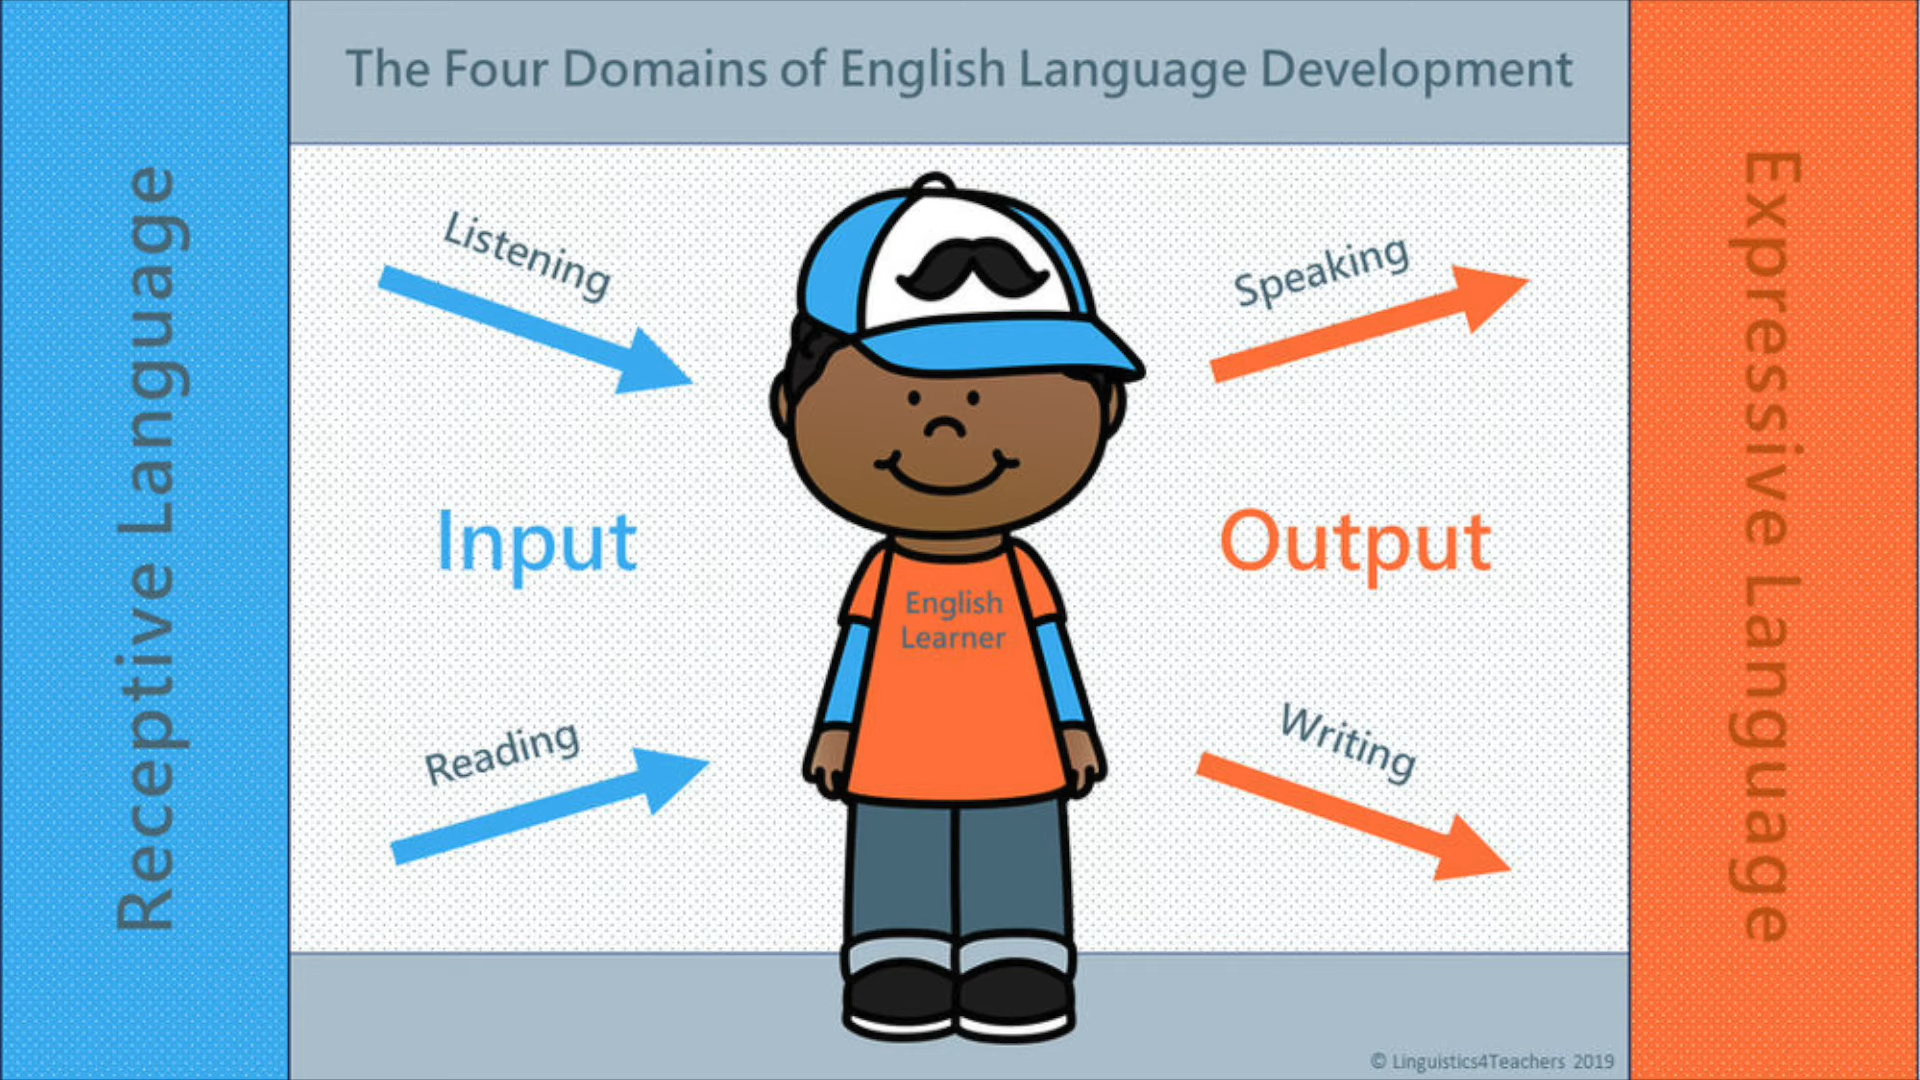 The Four Domains of English Language Development
Receptive Language
Listening
Input
Reading
English
Learner
Speaking
Output
Writing
Expressive Language
© Linguistics4Teachers 2019